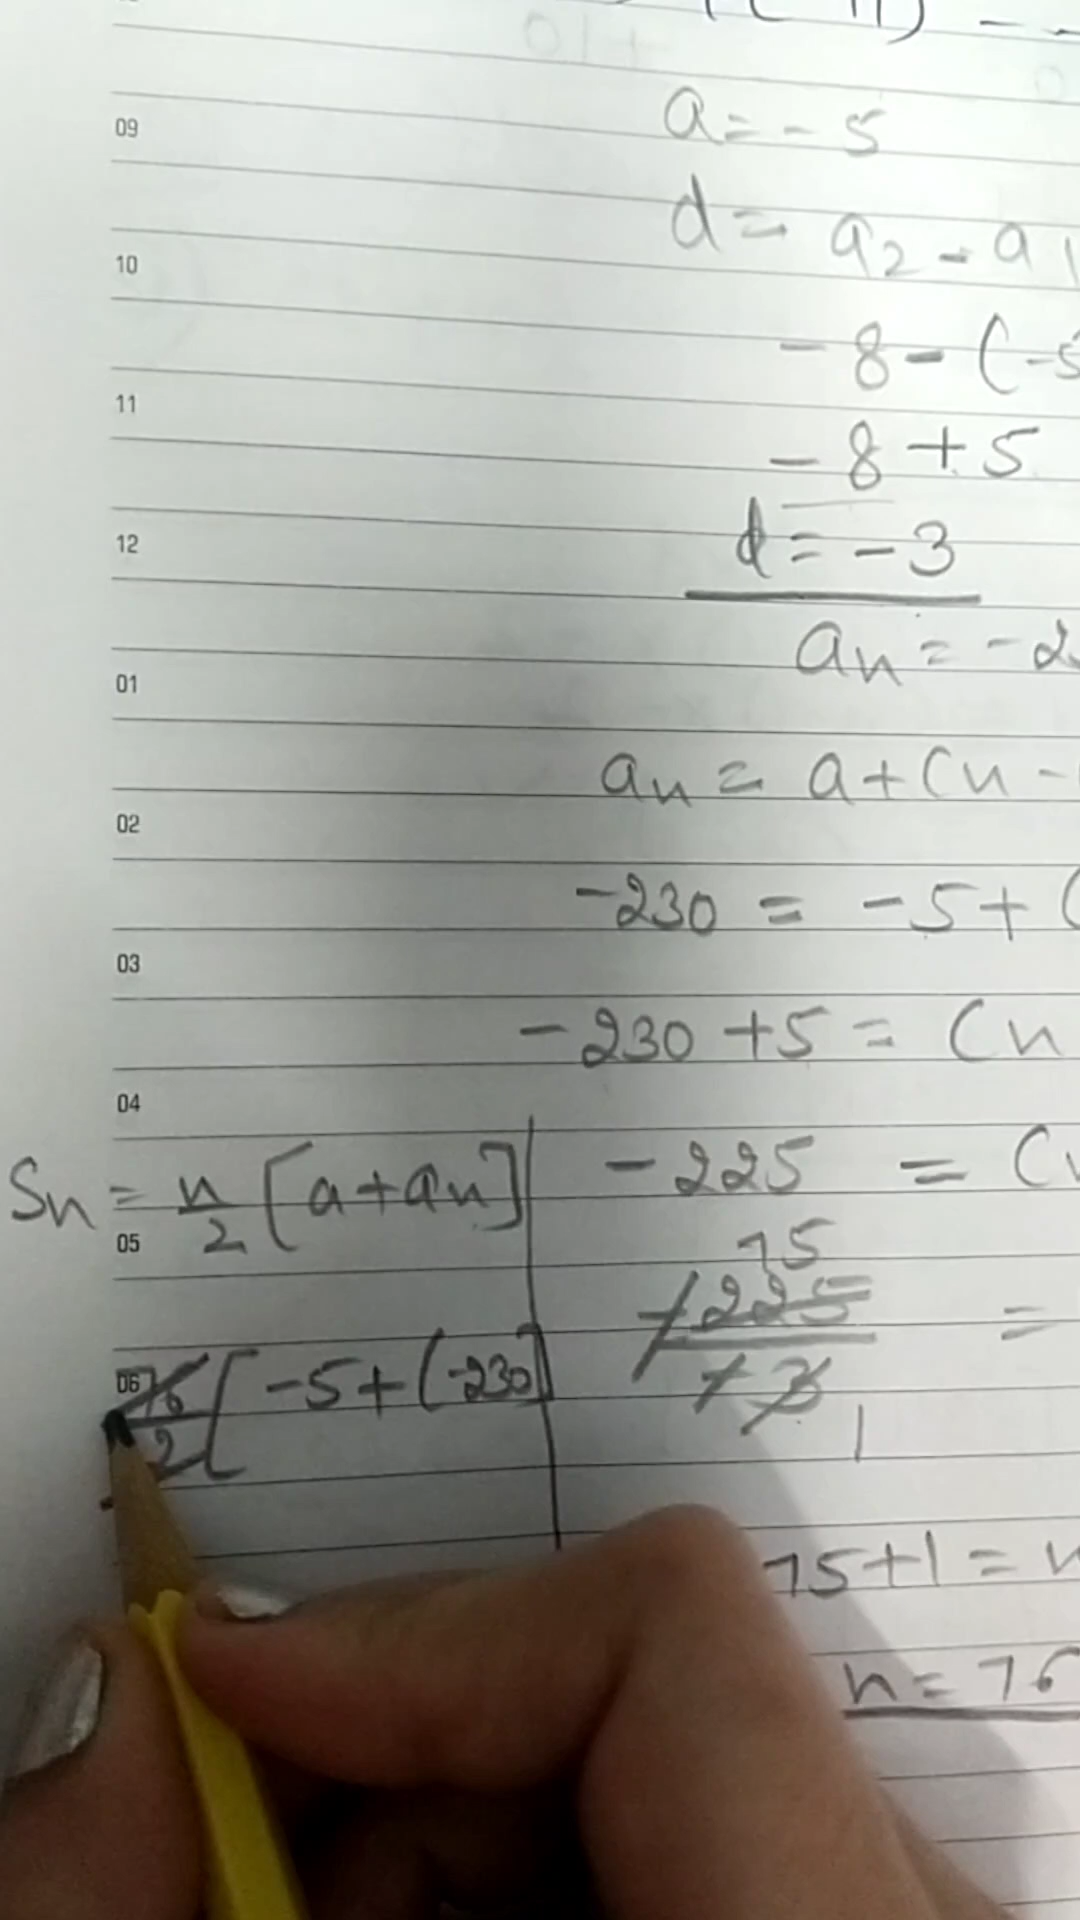 09
a = - 5
d = a2 - a1
10
- 8 - (-5
11
- 8 + 5
12
d = - 3
an = - 2
01
an = a + (n -
02
-230 = - 5 + (
03
- 230 + 5 = (n
04
Sn = n/2 [a + an]
- 225 = (n
05
75
-225 / -3 =
1
06
76/2 [ -5 + (-230]
75 + 1 = n
n = 76